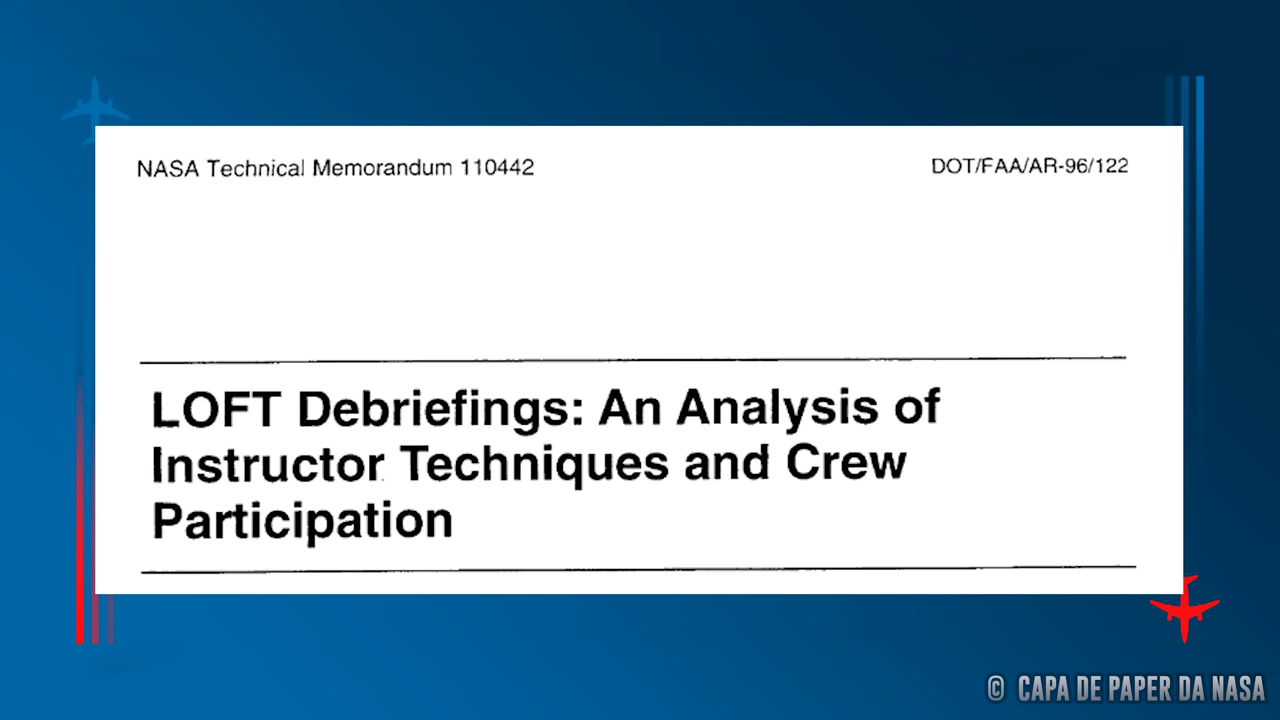 NASA Technical Memorandum 110442
DOT/FAA/AR-96/122
LOFT Debriefings: An Analysis of
Instructor Techniques and Crew
Participation
© CAPA DE PAPER DA NASA